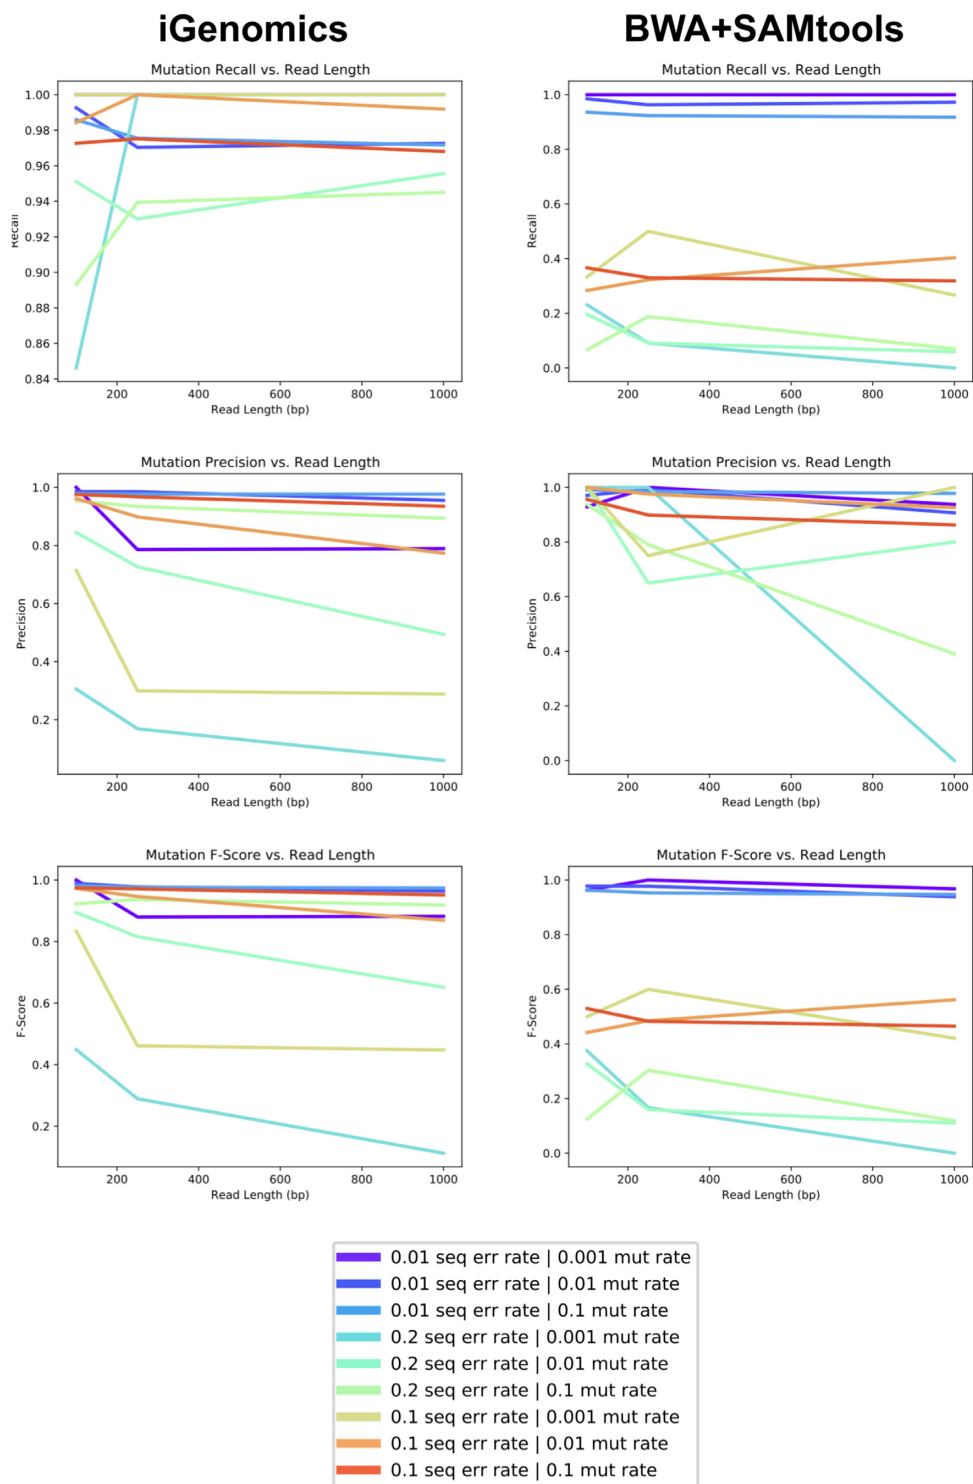 iGenomics
BWA+SAMtools
Mutation Recall vs. Read Length
1.00
0.98
0.96
0.94
0.92
0.90
0.88
0.86
0.84
Recall
200
400
600
800
1000
Read Length (bp)
Mutation Recall vs. Read Length
1.0
0.8
0.6
0.4
0.2
0.0
Recall
200
400
600
800
1000
Read Length (bp)
Mutation Precision vs. Read Length
1.0
0.8
0.6
0.4
0.2
Precision
200
400
600
800
1000
Read Length (bp)
Mutation Precision vs. Read Length
1.0
0.8
0.6
0.4
0.2
0.0
Precision
200
400
600
800
1000
Read Length (bp)
Mutation F-Score vs. Read Length
1.0
0.8
0.6
0.4
0.2
F-Score
200
400
600
800
1000
Read Length (bp)
Mutation F-Score vs. Read Length
1.0
0.8
0.6
0.4
0.2
0.0
F-Score
200
400
600
800
1000
Read Length (bp)
0.01 seq err rate | 0.001 mut rate
0.01 seq err rate | 0.01 mut rate
0.01 seq err rate | 0.1 mut rate
0.2 seq err rate | 0.001 mut rate
0.2 seq err rate | 0.01 mut rate
0.2 seq err rate | 0.1 mut rate
0.1 seq err rate | 0.001 mut rate
0.1 seq err rate | 0.01 mut rate
0.1 seq err rate | 0.1 mut rate